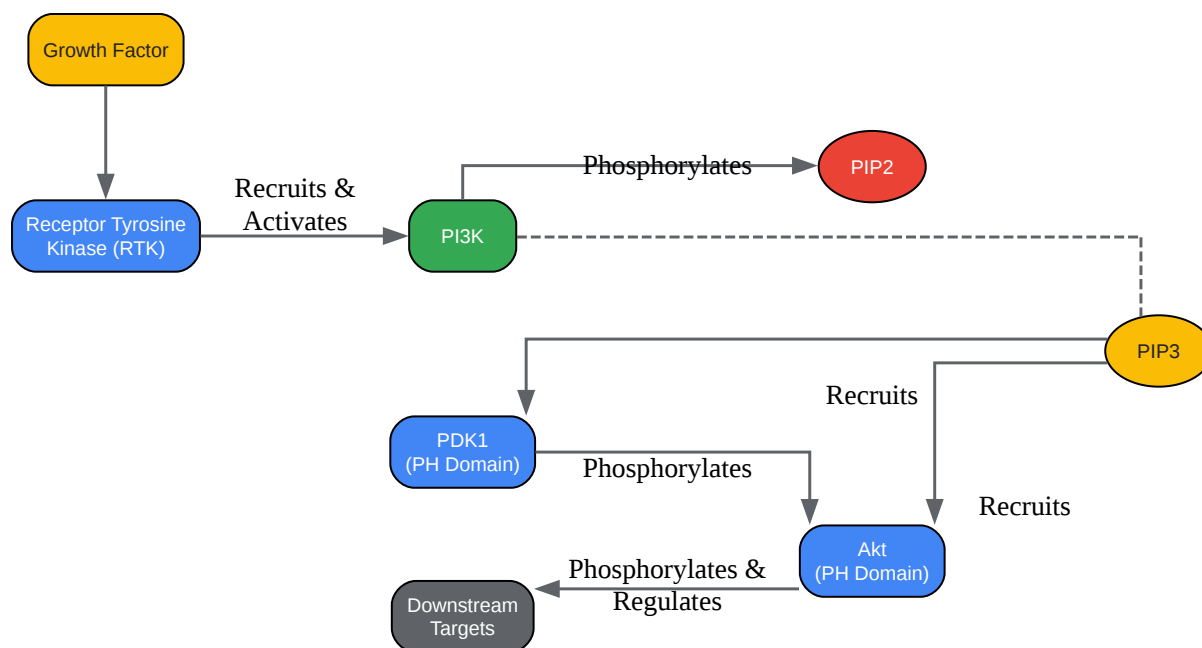 Growth Factor
Phosphorylates
PIP2
Recruits &
Activates
Receptor Tyrosine
Kinase (RTK)
PI3K
PIP3
Recruits
PDK1
(PH Domain)
Phosphorylates
Recruits
Akt
(PH Domain)
Phosphorylates &
Regulates
Downstream
Targets